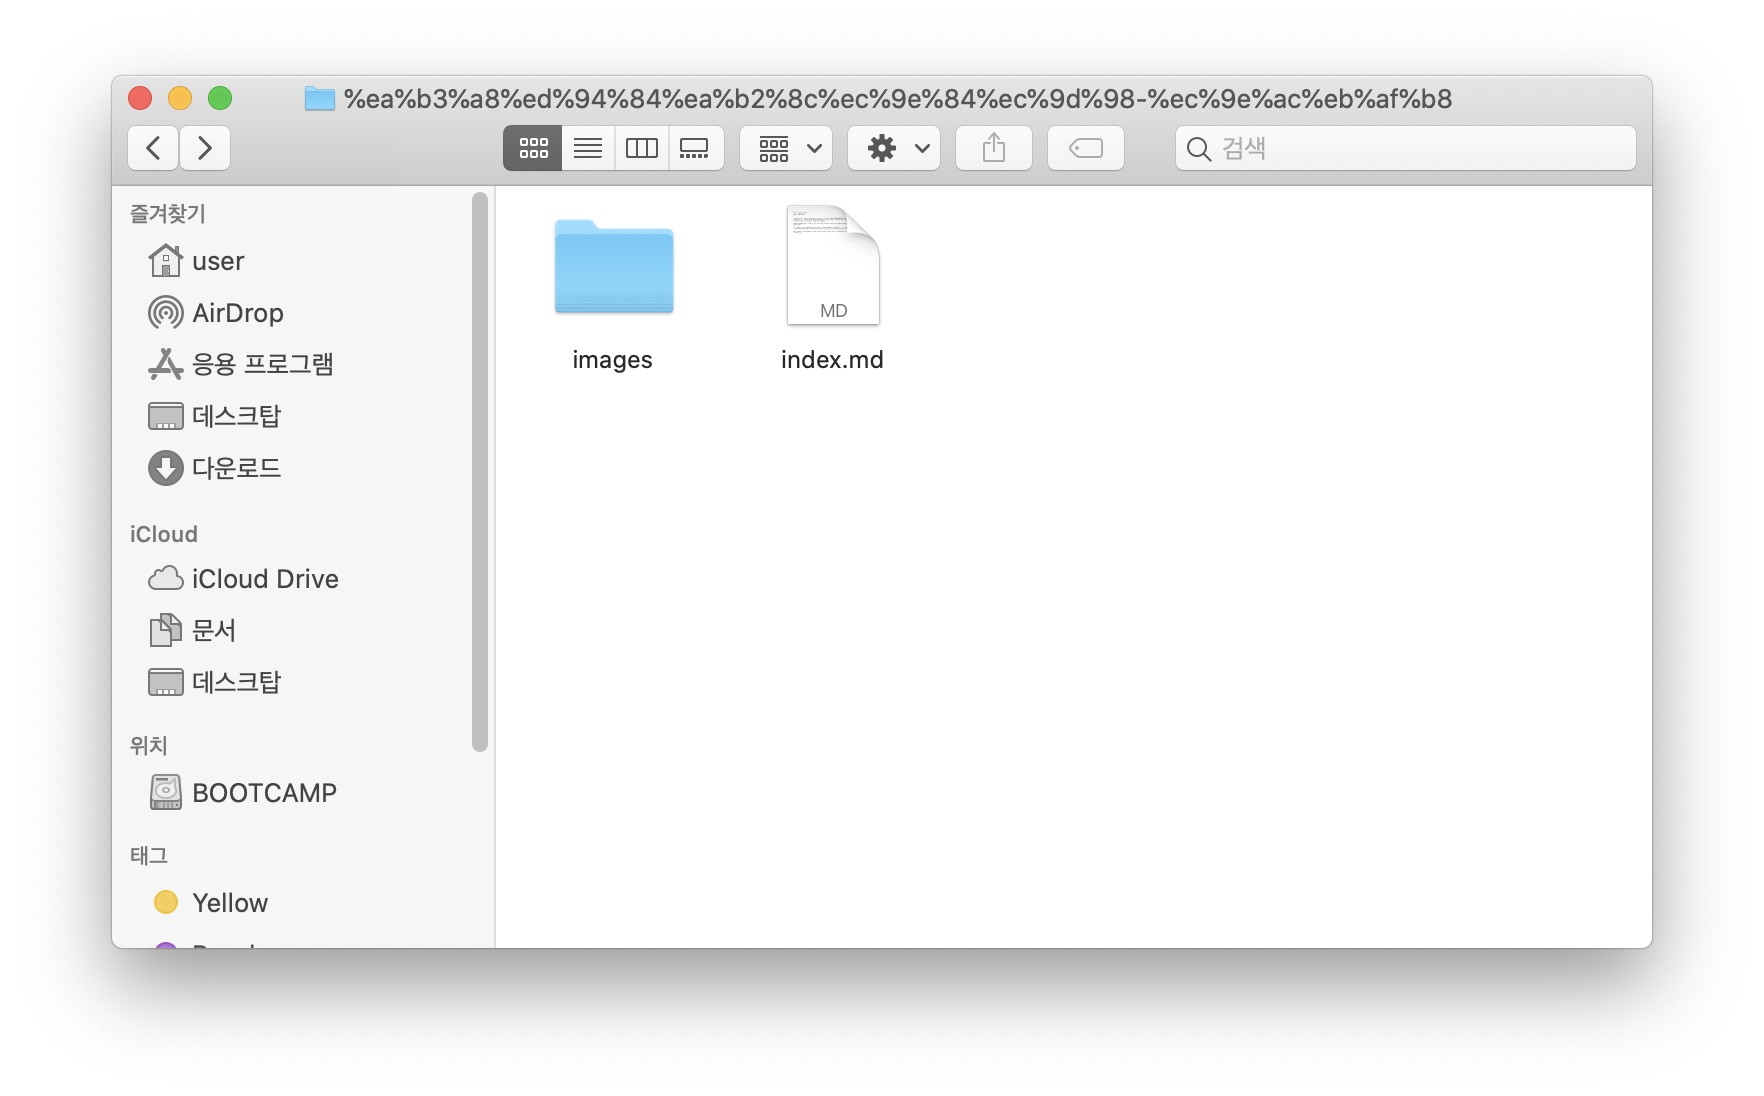 %ea%b3%a8%ed%94%84%ea%b2%8c%ec%9e%84%ec%9d%98-%ec%9e%ac%eb%af%b8
검색
즐겨찾기
user
AirDrop
응용 프로그램
데스크탑
다운로드
iCloud
iCloud Drive
문서
데스크탑
위치
BOOTCAMP
태그
Yellow
MD
images
index.md